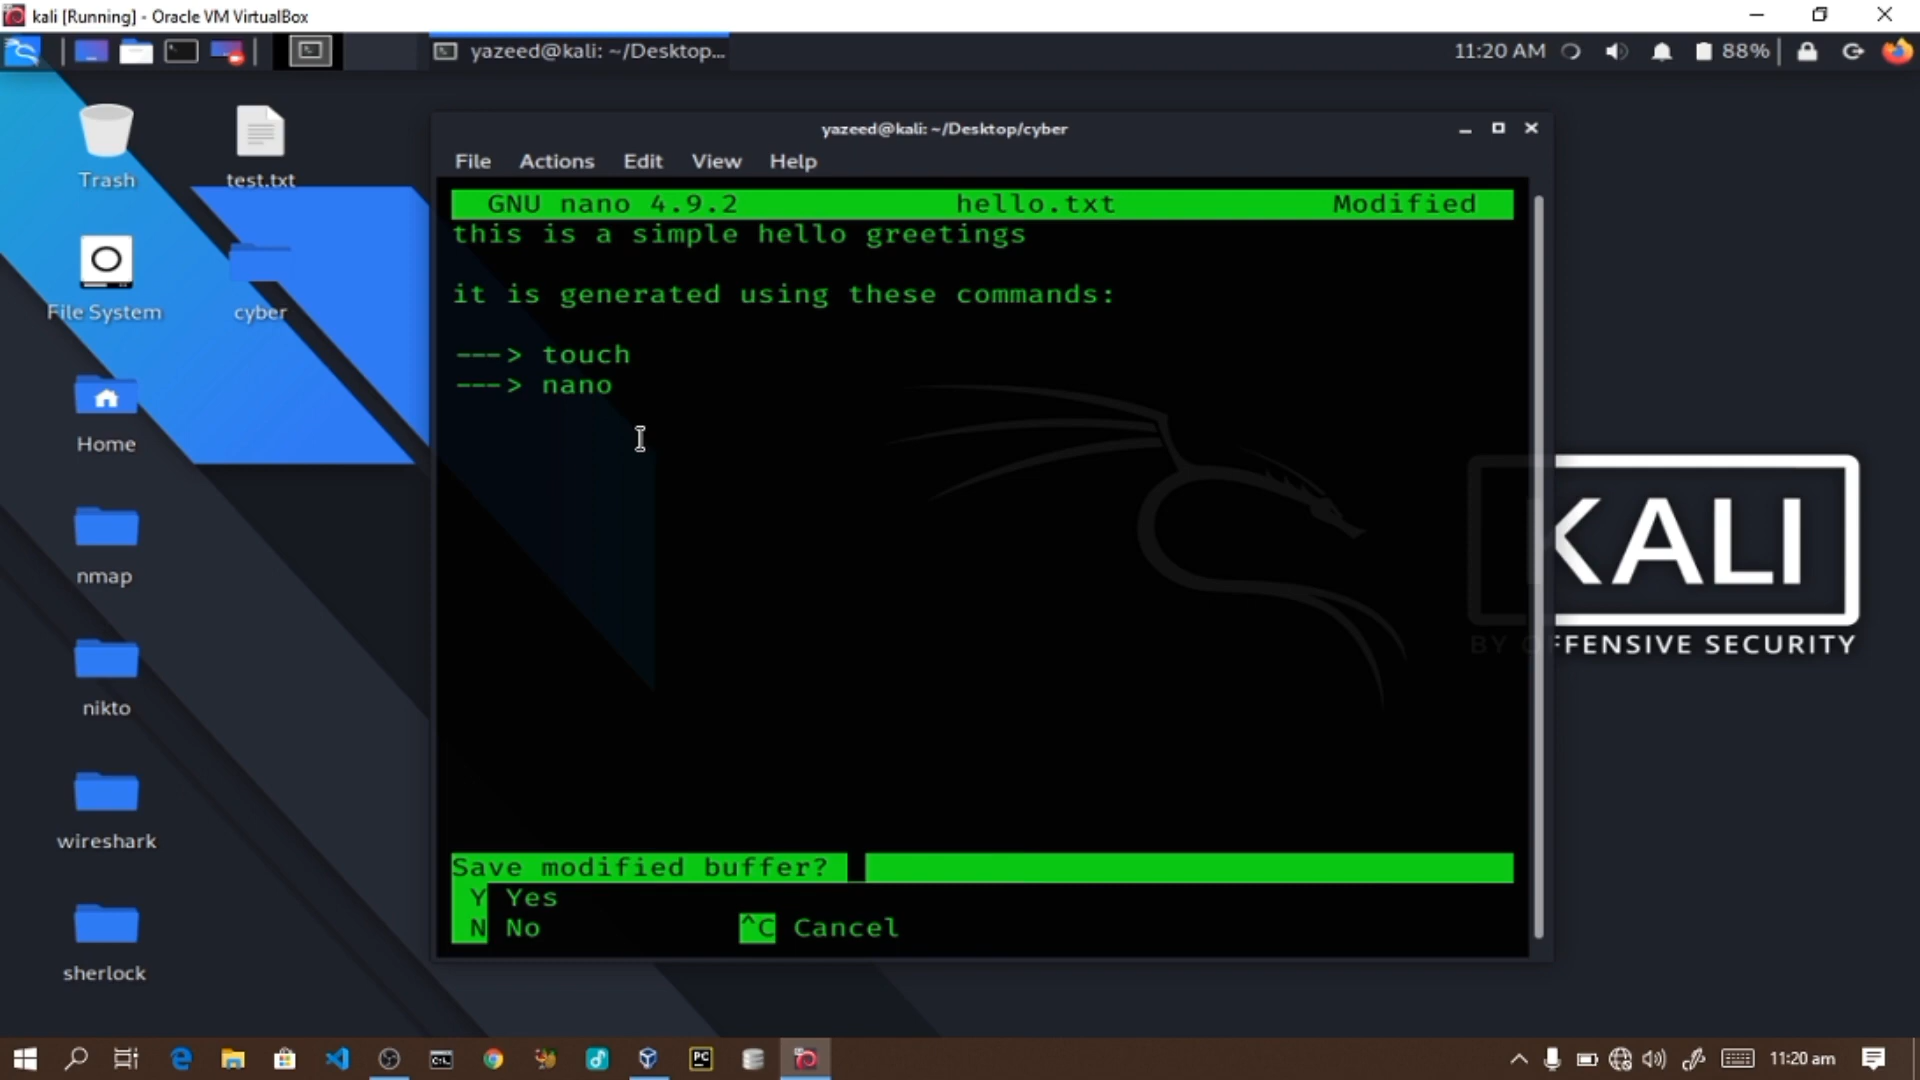 kali [Running] - Oracle VM VirtualBox
yazeed@kali: ~/Desktop...
11:20 AM
88%
Trash
test.txt
File System
cyber
Home
nmap
nikto
wireshark
sherlock
yazeed@kali: ~/Desktop/cyber
File Actions Edit View Help
GNU nano 4.9.2 hello.txt Modified
this is a simple hello greetings
it is generated using these commands:
---> touch
---> nano
Save modified buffer?
Y Yes
N No ^C Cancel
KALI
BY OFFENSIVE SECURITY
PC
11:20 am